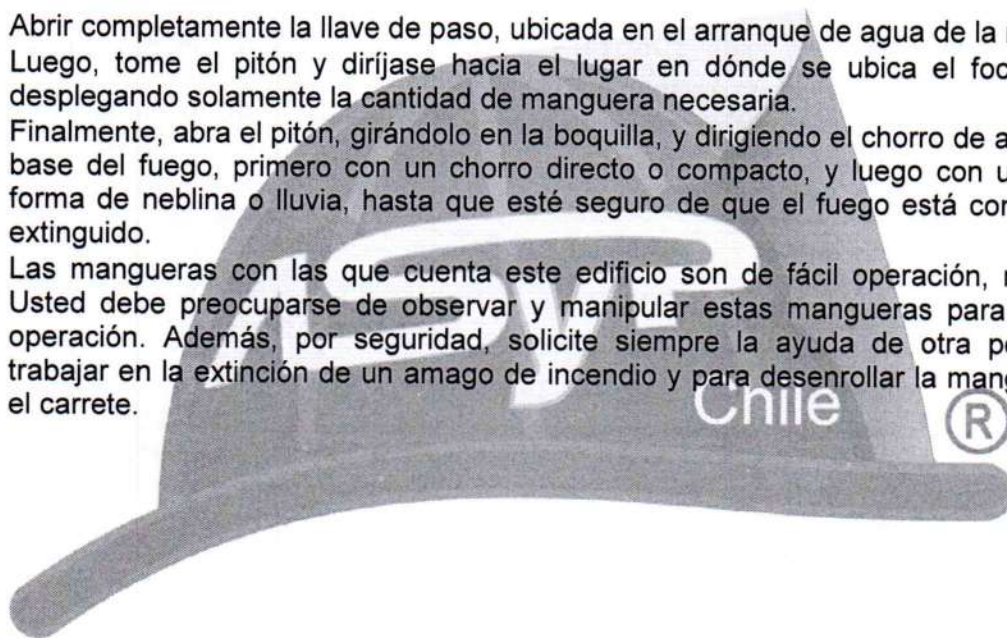 Abrir completamente la llave de paso, ubicada en el arranque de agua de la
Luego, tome el pitón y diríjase hacia el lugar en dónde se ubica el foc
desplegando solamente la cantidad de manguera necesaria.
Finalmente, abra el pitón, girándolo en la boquilla, y dirigiendo el chorro de a
base del fuego, primero con un chorro directo o compacto, y luego con u
forma de neblina o lluvia, hasta que esté seguro de que el fuego está con
extinguido.
Las mangueras con las que cuenta este edificio son de fácil operación,
Usted debe preocuparse de observar y manipular estas mangueras para
operación. Además, por seguridad, solicite siempre la ayuda de otra pe
trabajar en la extinción de un amago de incendio y para desenrollar la mang
el carrete.
Chile ®